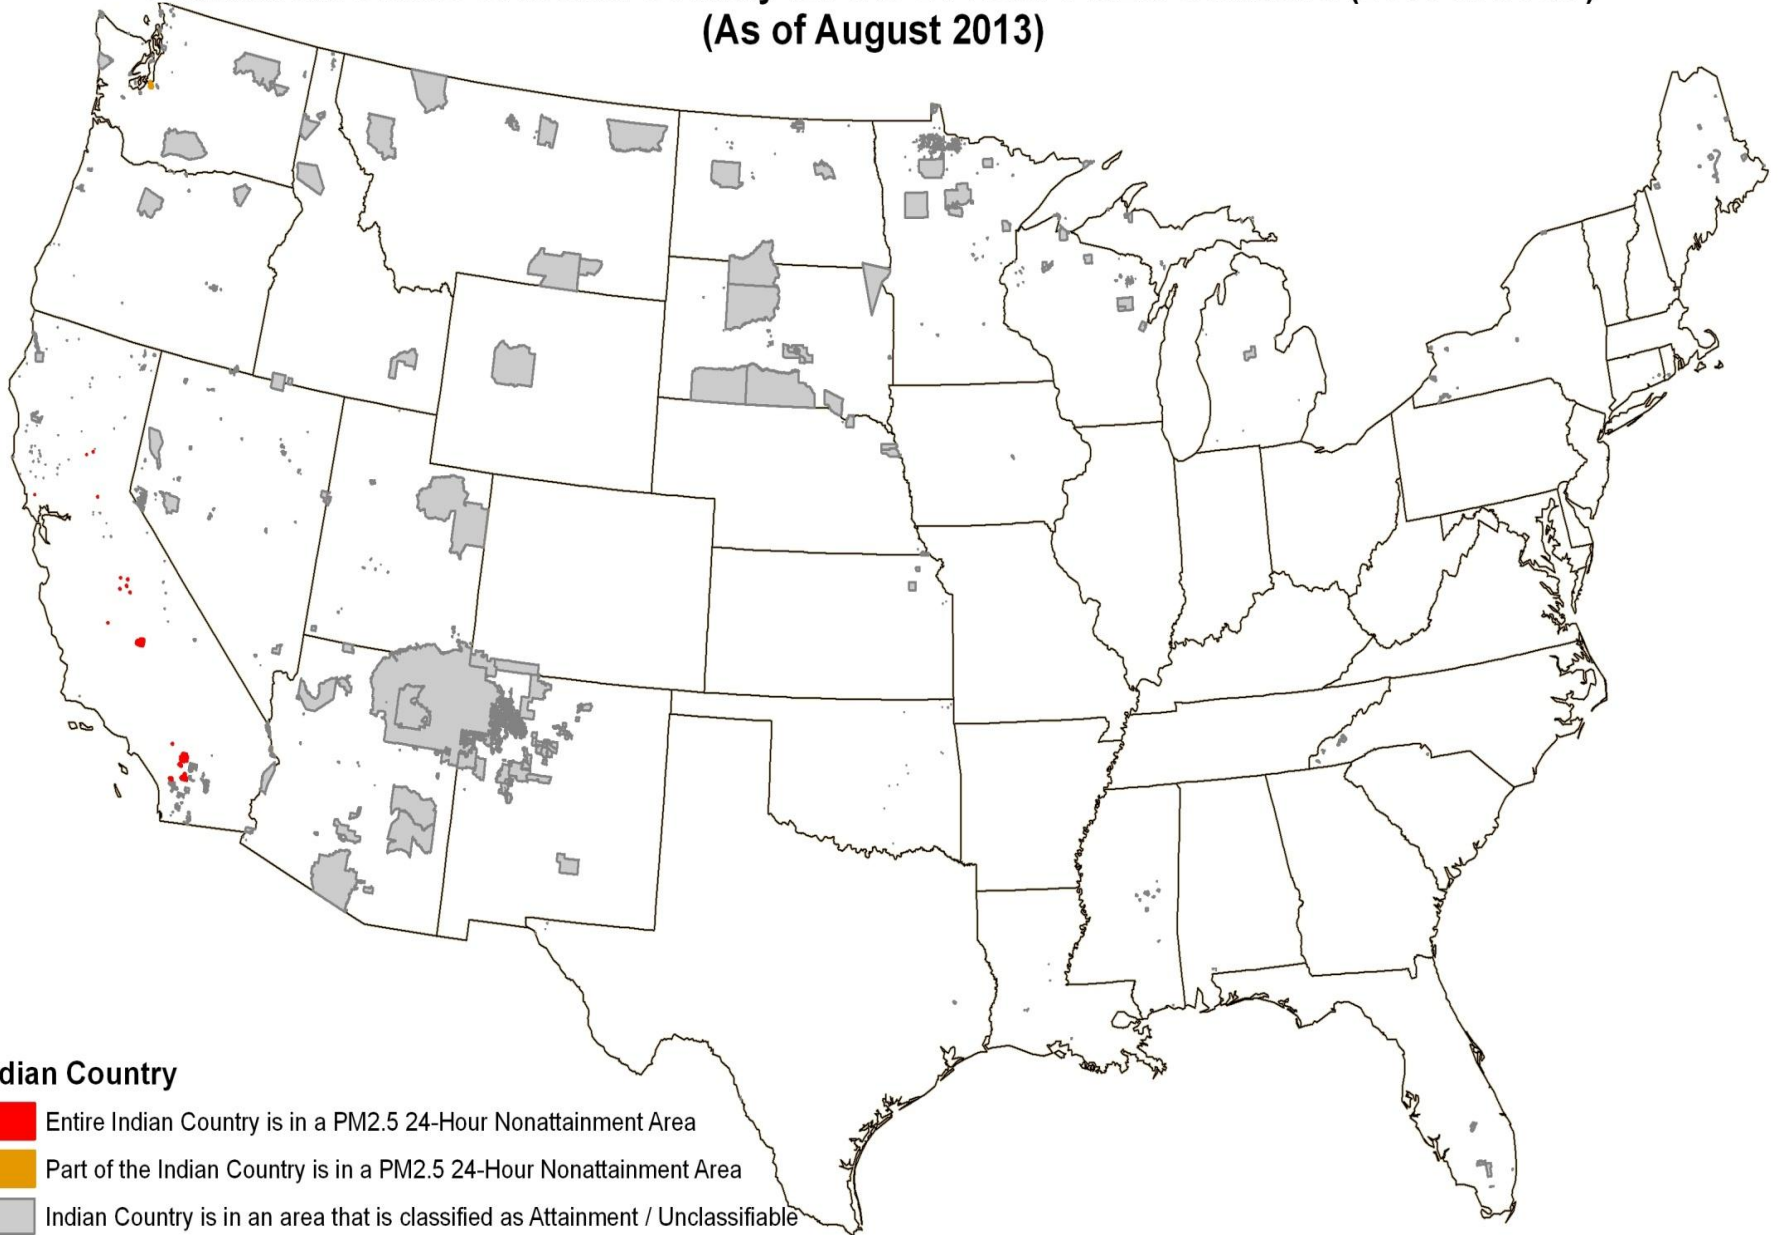 (As of August 2013)
dian Country
Entire Indian Country is in a PM2.5 24-Hour Nonattainment Area
Part of the Indian Country is in a PM2.5 24-Hour Nonattainment Area
Indian Country is in an area that is classified as Attainment / Unclassifiable